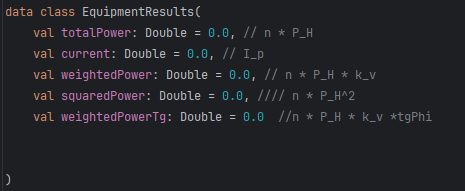 data class EquipmentResults(
    val totalPower: Double = 0.0, // n * P_H
    val current: Double = 0.0, // I_p
    val weightedPower: Double = 0.0, // n * P_H * k_v
    val squaredPower: Double = 0.0, //// n * P_H^2
    val weightedPowerTg: Double = 0.0  //n * P_H * k_v *tgPhi
)